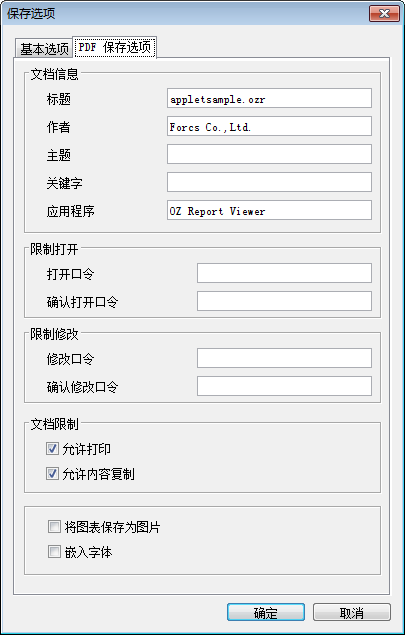 保存选项
基本选项 PDF 保存选项
文档信息
标题 appletsample.ozr
作者 Forcs Co.,Ltd.
主题
关键字
应用程序 OZ Report Viewer
限制打开
打开口令
确认打开口令
限制修改
修改口令
确认修改口令
文档限制
允许打印
允许内容复制
将图表保存为图片
嵌入字体
确定 取消